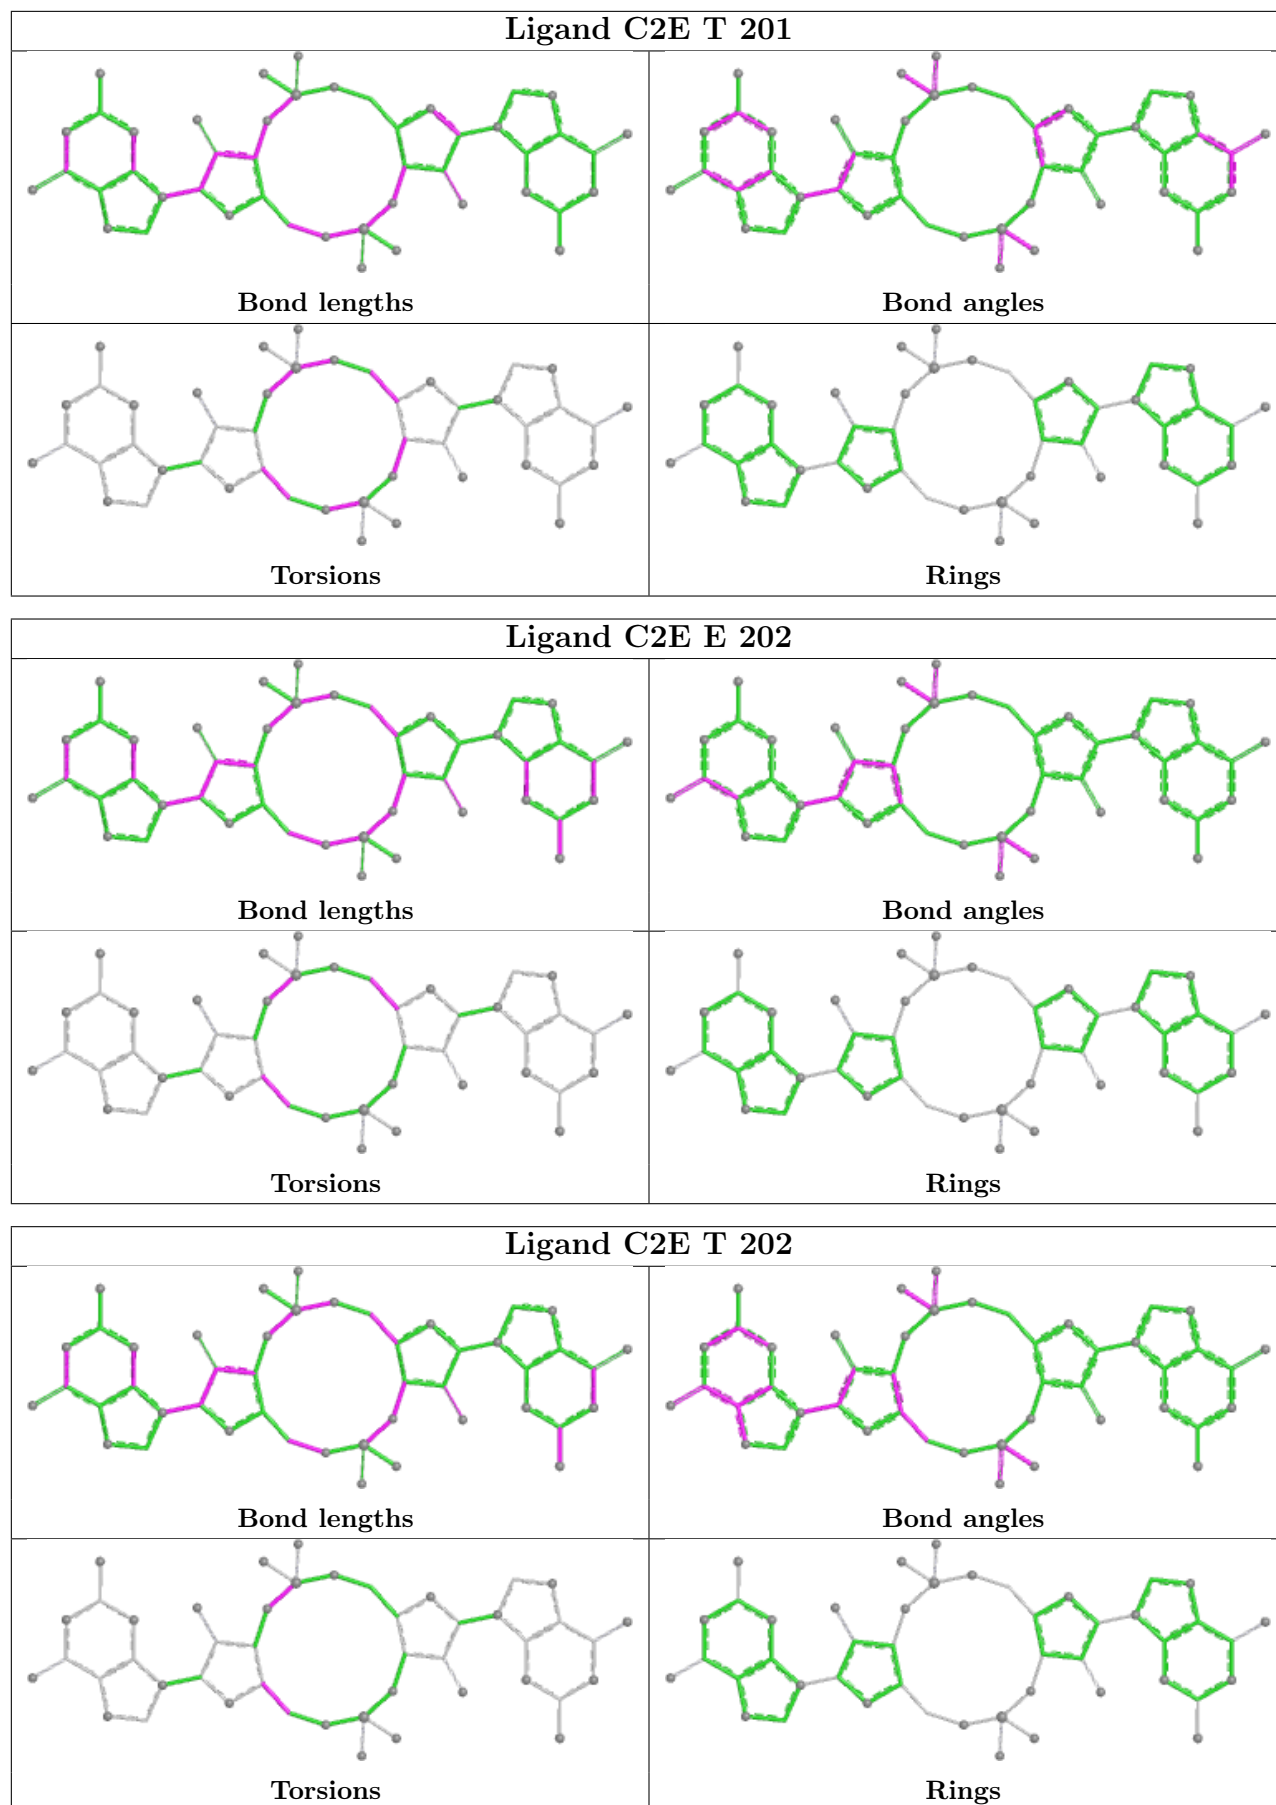 Ligand C2E T 201
Bond lengths
Bond angles
Torsions
Rings
Ligand C2E E 202
Bond lengths
Bond angles
Torsions
Rings
Ligand C2E T 202
Bond lengths
Bond angles
Torsions
Rings